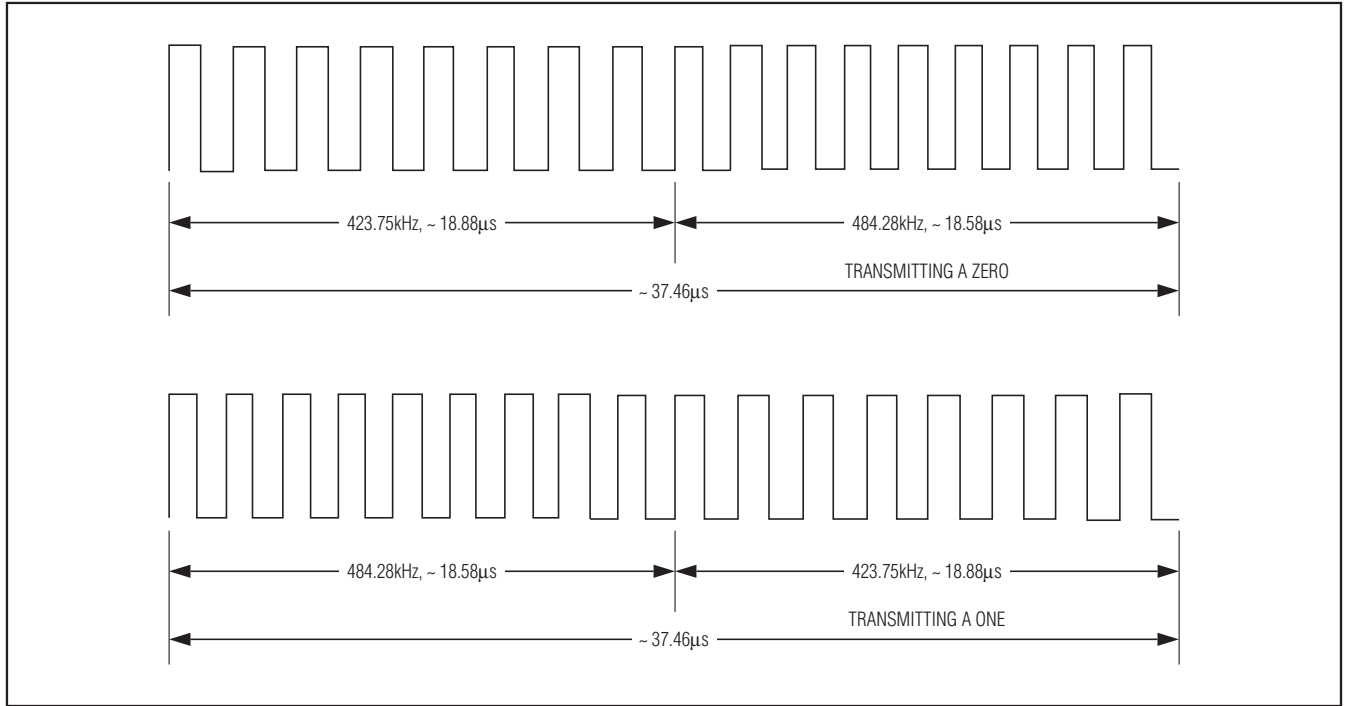 423.75kHz, ~ 18.88μs
484.28kHz, ~ 18.58μs
TRANSMITTING A ZERO
~ 37.46μs
484.28kHz, ~ 18.58μs
423.75kHz, ~ 18.88μs
TRANSMITTING A ONE
~ 37.46μs